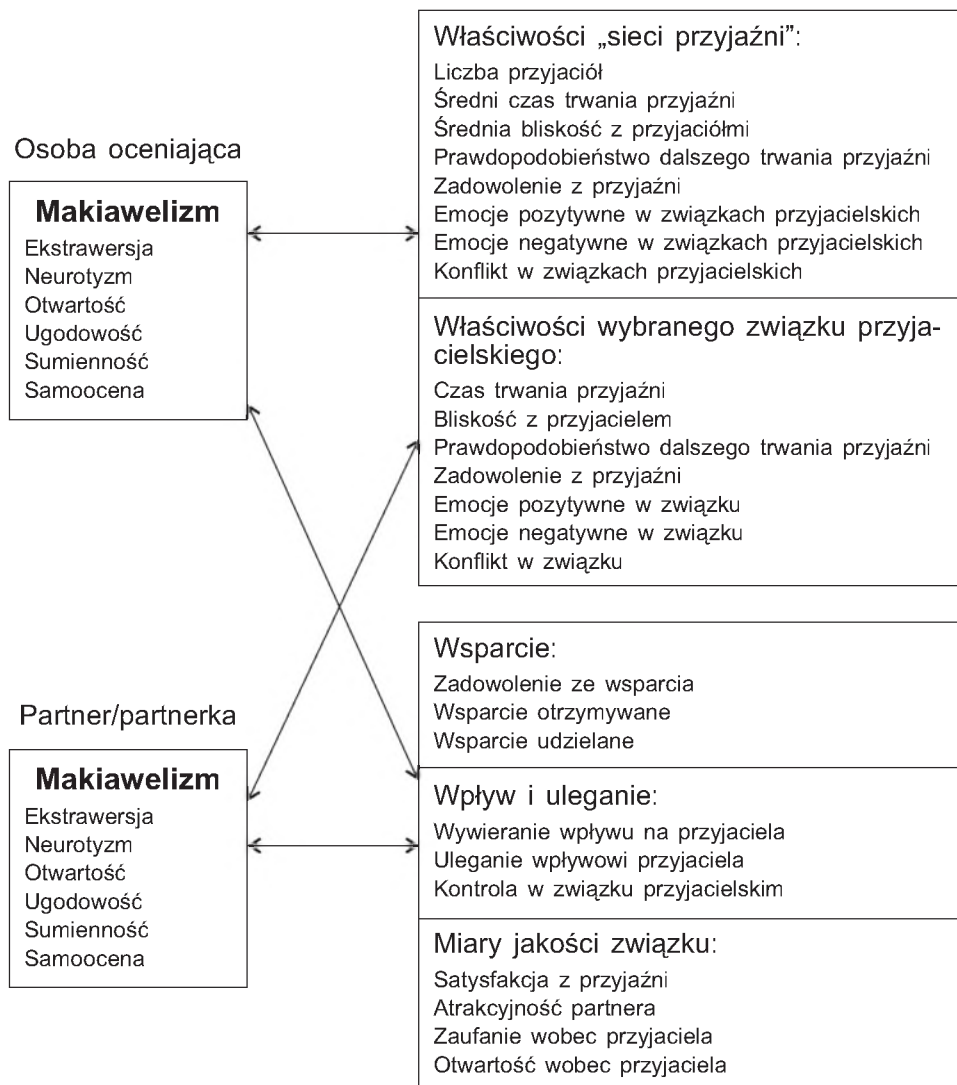 Osoba oceniająca
Makiawelizm
Ekstrawersja
Neurotyzm
Otwartość
Ugodowość
Sumienność
Samoocena
Partner/partnerka
Makiawelizm
Ekstrawersja
Neurotyzm
Otwartość
Ugodowość
Sumienność
Samoocena
Właściwości „sieci przyjaźni”:
Liczba przyjaciół
Średni czas trwania przyjaźni
Średnia bliskość z przyjaciółmi
Prawdopodobieństwo dalszego trwania przyjaźni
Zadowolenie z przyjaźni
Emocje pozytywne w związkach przyjacielskich
Emocje negatywne w związkach przyjacielskich
Konflikt w związkach przyjacielskich
Właściwości wybranego związku przyja-
cielskiego:
Czas trwania przyjaźni
Bliskość z przyjacielem
Prawdopodobieństwo dalszego trwania przyjaźni
Zadowolenie z przyjaźni
Emocje pozytywne w związku
Emocje negatywne w związku
Konflikt w związku
Wsparcie:
Zadowolenie ze wsparcia
Wsparcie otrzymywane
Wsparcie udzielane
Wpływ i uleganie:
Wywieranie wpływu na przyjaciela
Uleganie wpływowi przyjaciela
Kontrola w związku przyjacielskim
Miary jakości związku:
Satysfakcja z przyjaźni
Atrakcyjność partnera
Zaufanie wobec przyjaciela
Otwartość wobec przyjaciela